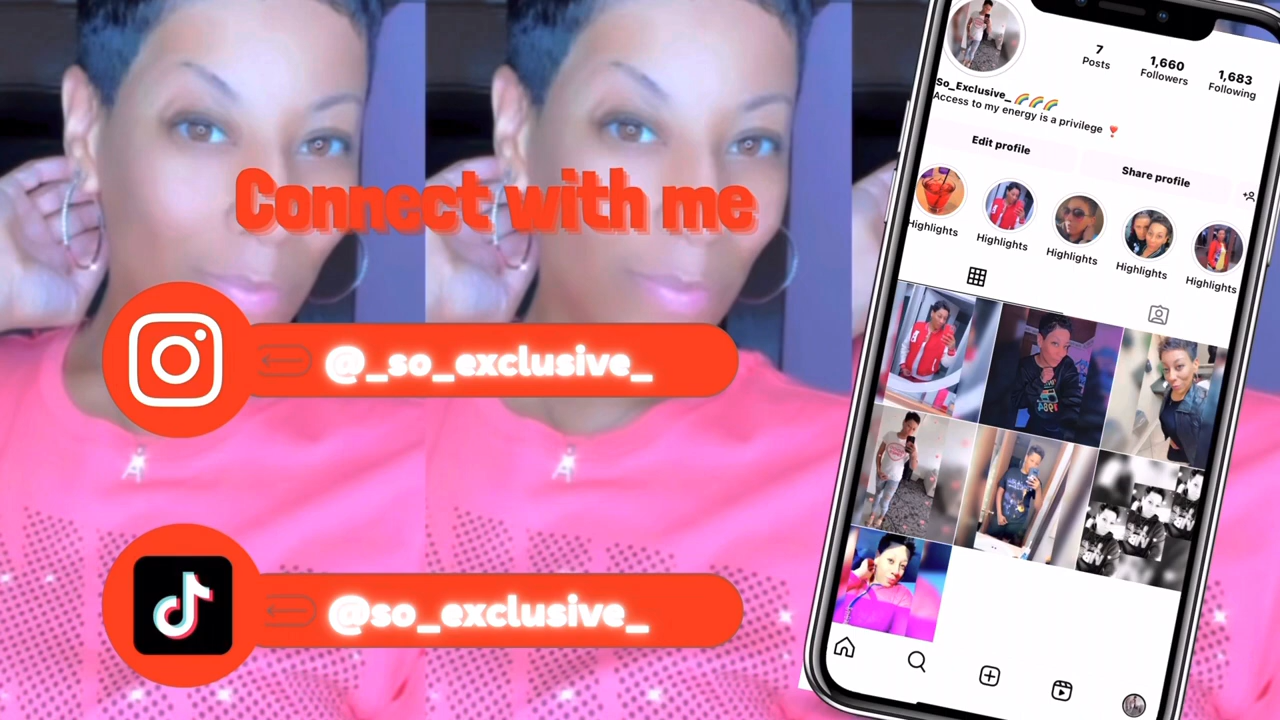 Connect with me
@_so_exclusive_
@so_exclusive_
7
Posts
1,660
Followers
1,683
Following
So_Exclusive_ 🌈🌈🌈
Access to my energy is a privilege ❣️
Edit profile
Share profile
Highlights
Highlights
Highlights
Highlights
Highlights
A
A